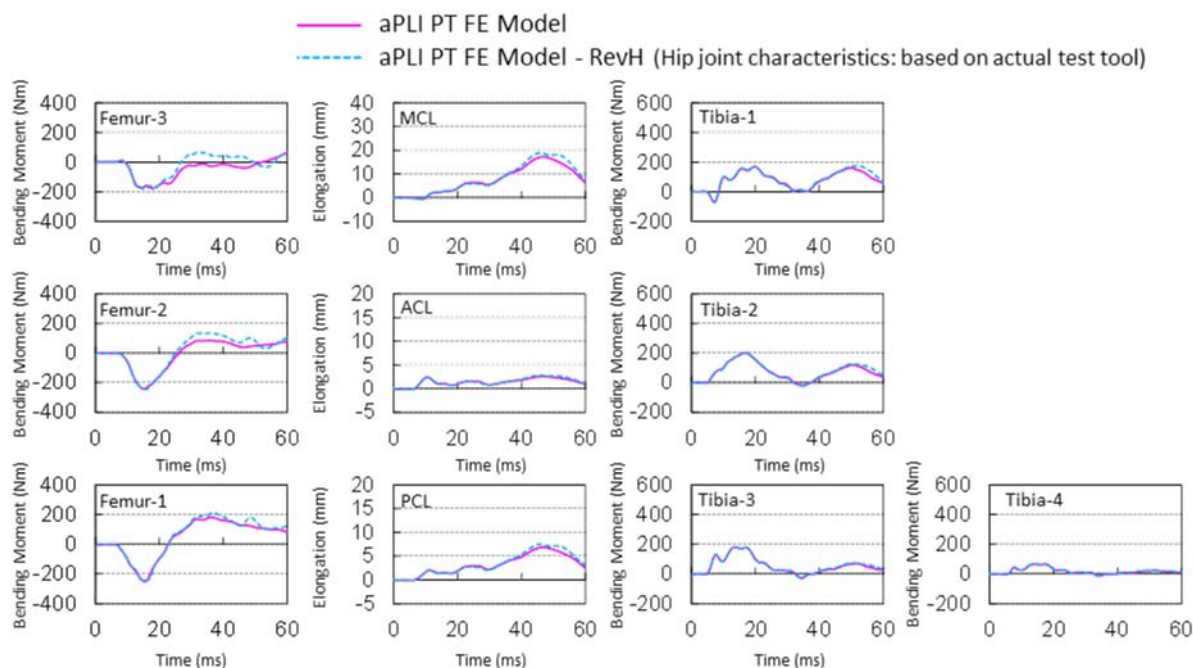 aPLI PT FE Model
aPLI PT FE Model - RevH (Hip joint characteristics: based on actual test tool)
Bending Moment (Nm)
400
200
0
-200
-400
Femur-3
0 20 40 60
Time (ms)
Elongation (mm)
40
30
20
10
0
-10
MCL
0 20 40 60
Time (ms)
Bending Moment (Nm)
600
400
200
0
-200
Tibia-1
0 20 40 60
Time (ms)
Bending Moment (Nm)
400
200
0
-200
-400
Femur-2
0 20 40 60
Time (ms)
Elongation (mm)
20
15
10
5
0
-5
ACL
0 20 40 60
Time (ms)
Bending Moment (Nm)
600
400
200
0
-200
Tibia-2
0 20 40 60
Time (ms)
Bending Moment (Nm)
400
200
0
-200
-400
Femur-1
0 20 40 60
Time (ms)
Elongation (mm)
20
15
10
5
0
-5
PCL
0 20 40 60
Time (ms)
Bending Moment (Nm)
600
400
200
0
-200
Tibia-3
0 20 40 60
Time (ms)
Bending Moment (Nm)
600
400
200
0
-200
Tibia-4
0 20 40 60
Time (ms)